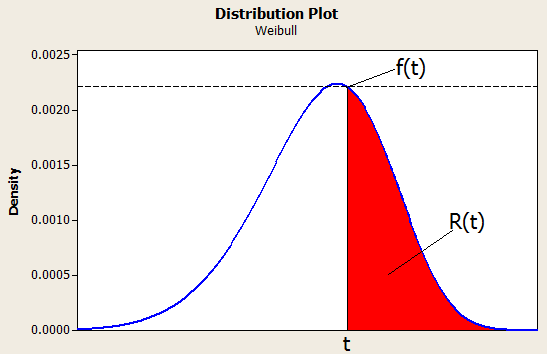 Distribution Plot
Weibull
0.0025
f(t)
0.0020
0.0015
Density
0.0010
R(t)
0.0005
0.0000
t